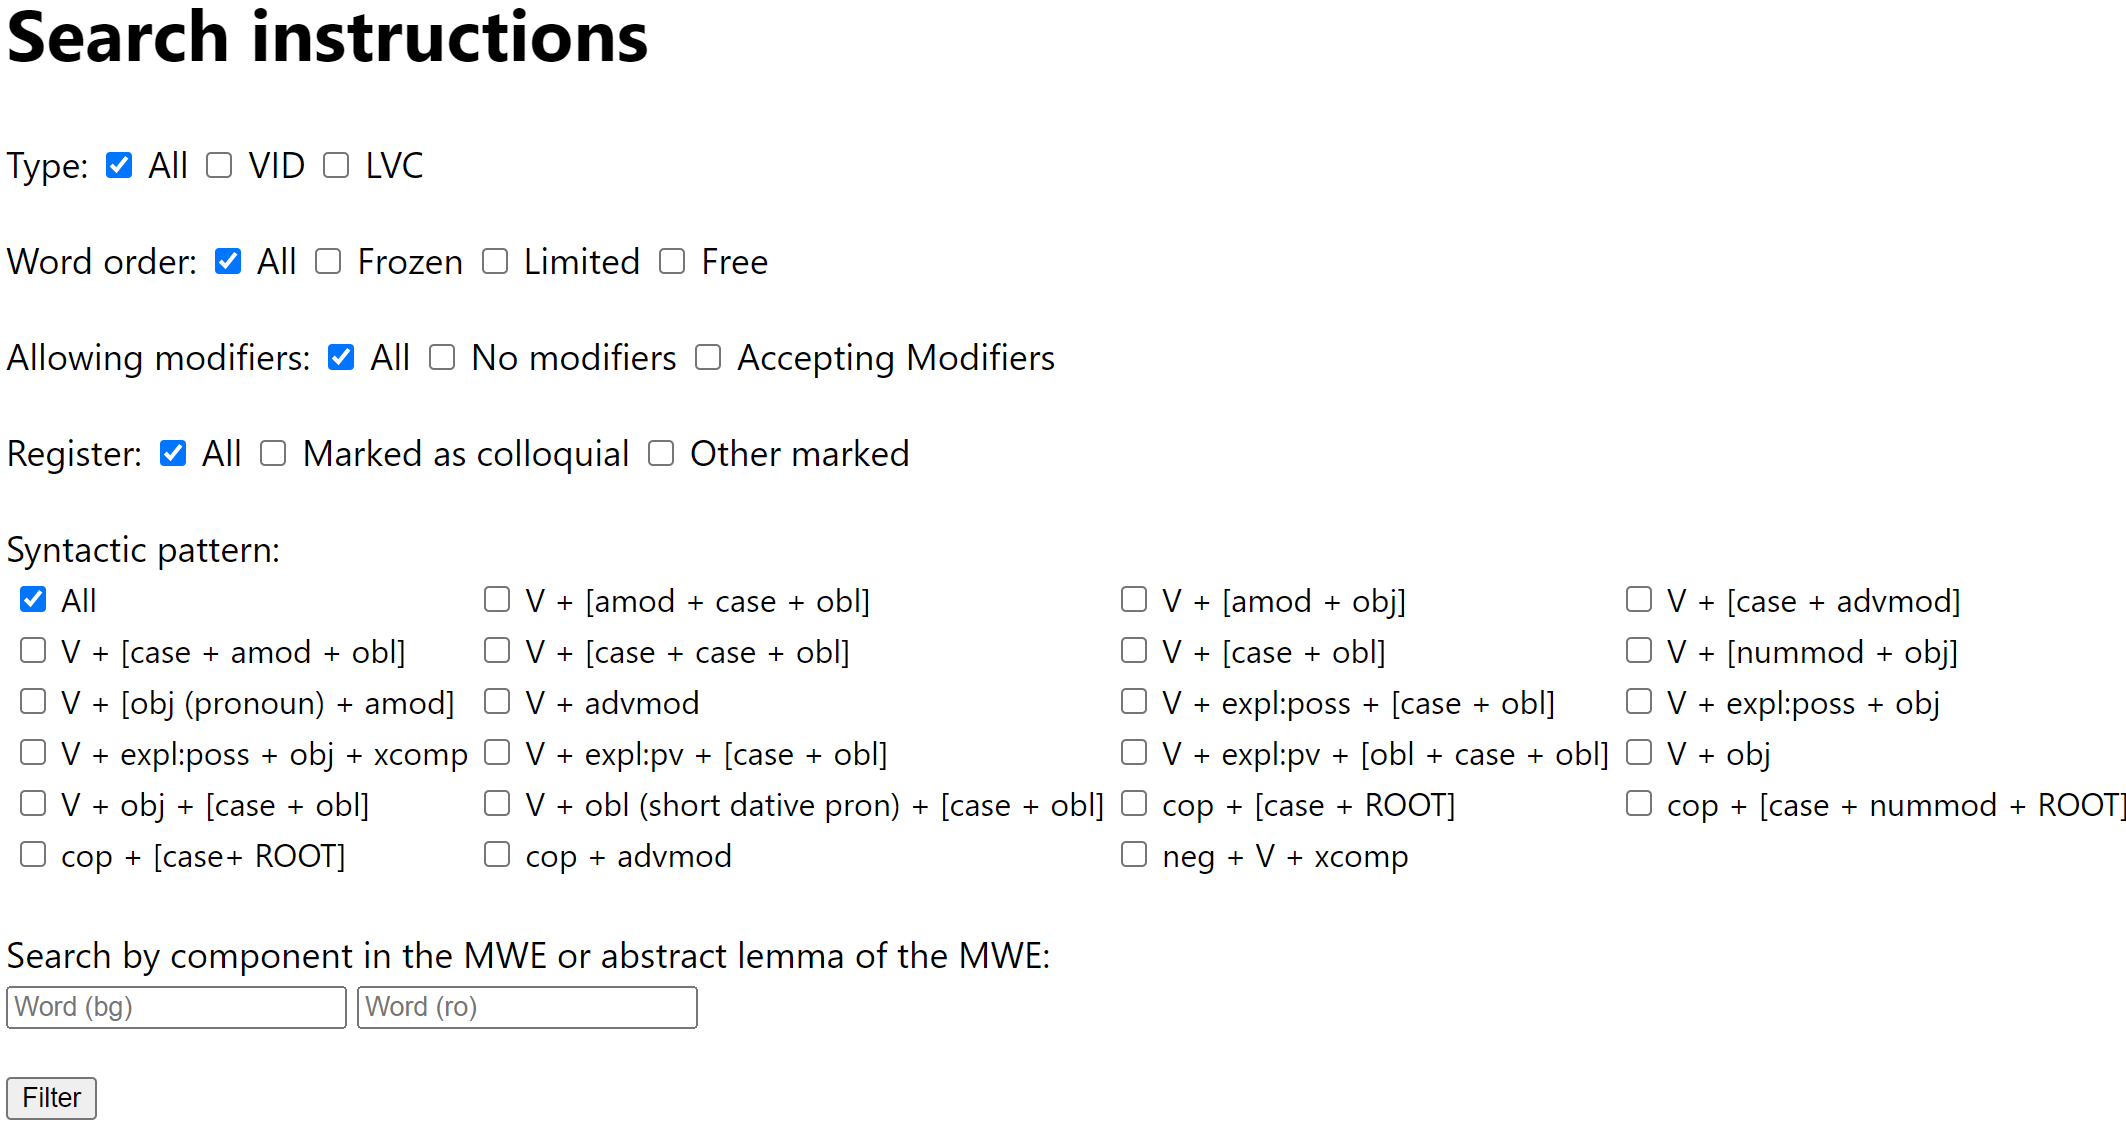 Search instructions
Type: All VID LVC
Word order: All Frozen Limited Free
Allowing modifiers: All No modifiers Accepting Modifiers
Register: All Marked as colloquial Other marked
Syntactic pattern:
All V + [amod + case + obl] V + [amod + obj] V + [case + advmod]
V + [case + amod + obl] V + [case + case + obl] V + [case + obl] V + [nummod + obj]
V + [obj (pronoun) + amod] V + advmod V + expl:poss + [case + obl] V + expl:poss + obj
V + expl:poss + obj + xcomp V + expl:pv + [case + obl] V + expl:pv + [obl + case + obl] V + obj
V + obj + [case + obl] V + obl (short dative pron) + [case + obl] cop + [case + ROOT] cop + [case + nummod + ROOT]
cop + [case+ ROOT] cop + advmod neg + V + xcomp
Search by component in the MWE or abstract lemma of the MWE:
Word (bg) Word (ro)
Filter